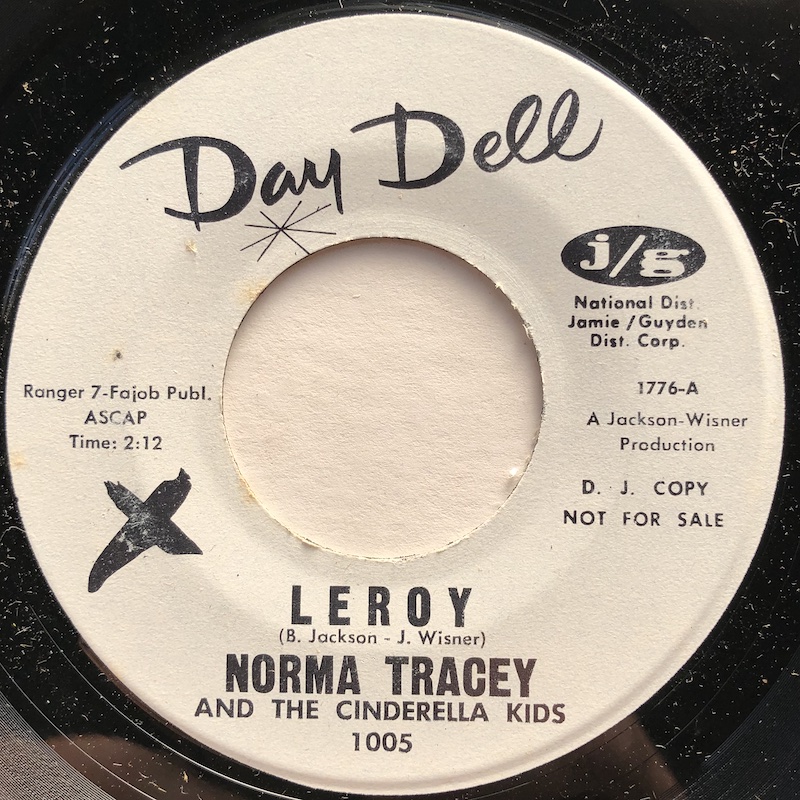 Day Dell
j/g
National Dist.
Jamie/Guyden
Dist. Corp.
Ranger 7-Fajob Publ.
ASCAP
Time: 2:12
1776-A
A Jackson-Wisner
Production
D. J. COPY
NOT FOR SALE
LEROY
(B. Jackson - J. Wisner)
NORMA TRACEY
AND THE CINDERELLA KIDS
1005